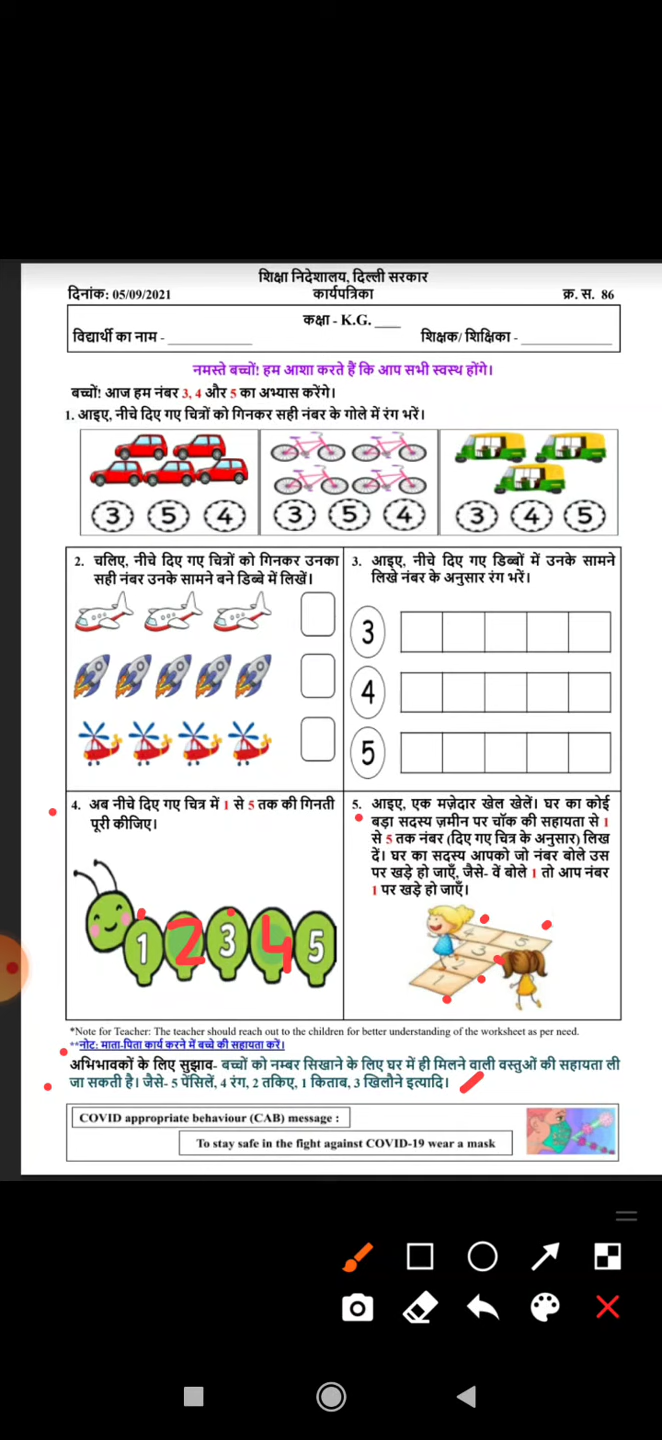 शिक्षा निदेशालय, दिल्ली सरकार
दिनांक: 05/09/2021 कार्यपत्रिका क्र. स. 86
कक्षा - K.G. ____
विद्यार्थी का नाम - ____________ शिक्षक/ शिक्षिका - ____________
नमस्ते बच्चों! हम आशा करते हैं कि आप सभी स्वस्थ होंगे।
बच्चों! आज हम नंबर 3, 4 और 5 का अभ्यास करेंगे।
1. आइए, नीचे दिए गए चित्रों को गिनकर सही नंबर के गोले में रंग भरें।
3 5 4 3 5 4 3 4 5
2. चलिए, नीचे दिए गए चित्रों को गिनकर उनका
सही नंबर उनके सामने बने डिब्बे में लिखें।
3. आइए, नीचे दिए गए डिब्बों में उनके सामने
लिखे नंबर के अनुसार रंग भरें।
3
4
5
4. अब नीचे दिए गए चित्र में 1 से 5 तक की गिनती
पूरी कीजिए।
1 2 3 4 5
5. आइए, एक मज़ेदार खेल खेलें। घर का कोई
बड़ा सदस्य ज़मीन पर चॉक की सहायता से 1
से 5 तक नंबर (दिए गए चित्र के अनुसार) लिख
दें। घर का सदस्य आपको जो नंबर बोले उस
पर खड़े हो जाएँ, जैसे- वें बोले 1 तो आप नंबर
1 पर खड़े हो जाएँ।
4 5
3
2
1
*Note for Teacher: The teacher should reach out to the children for better understanding of the worksheet as per need.
**नोट: माता-पिता कार्य करने में बच्चे की सहायता करें।
अभिभावकों के लिए सुझाव- बच्चों को नम्बर सिखाने के लिए घर में ही मिलने वाली वस्तुओं की सहायता ली
जा सकती है। जैसे- 5 पेंसिलें, 4 रंग, 2 तकिए, 1 किताब, 3 खिलौने इत्यादि।
COVID appropriate behaviour (CAB) message :
To stay safe in the fight against COVID-19 wear a mask